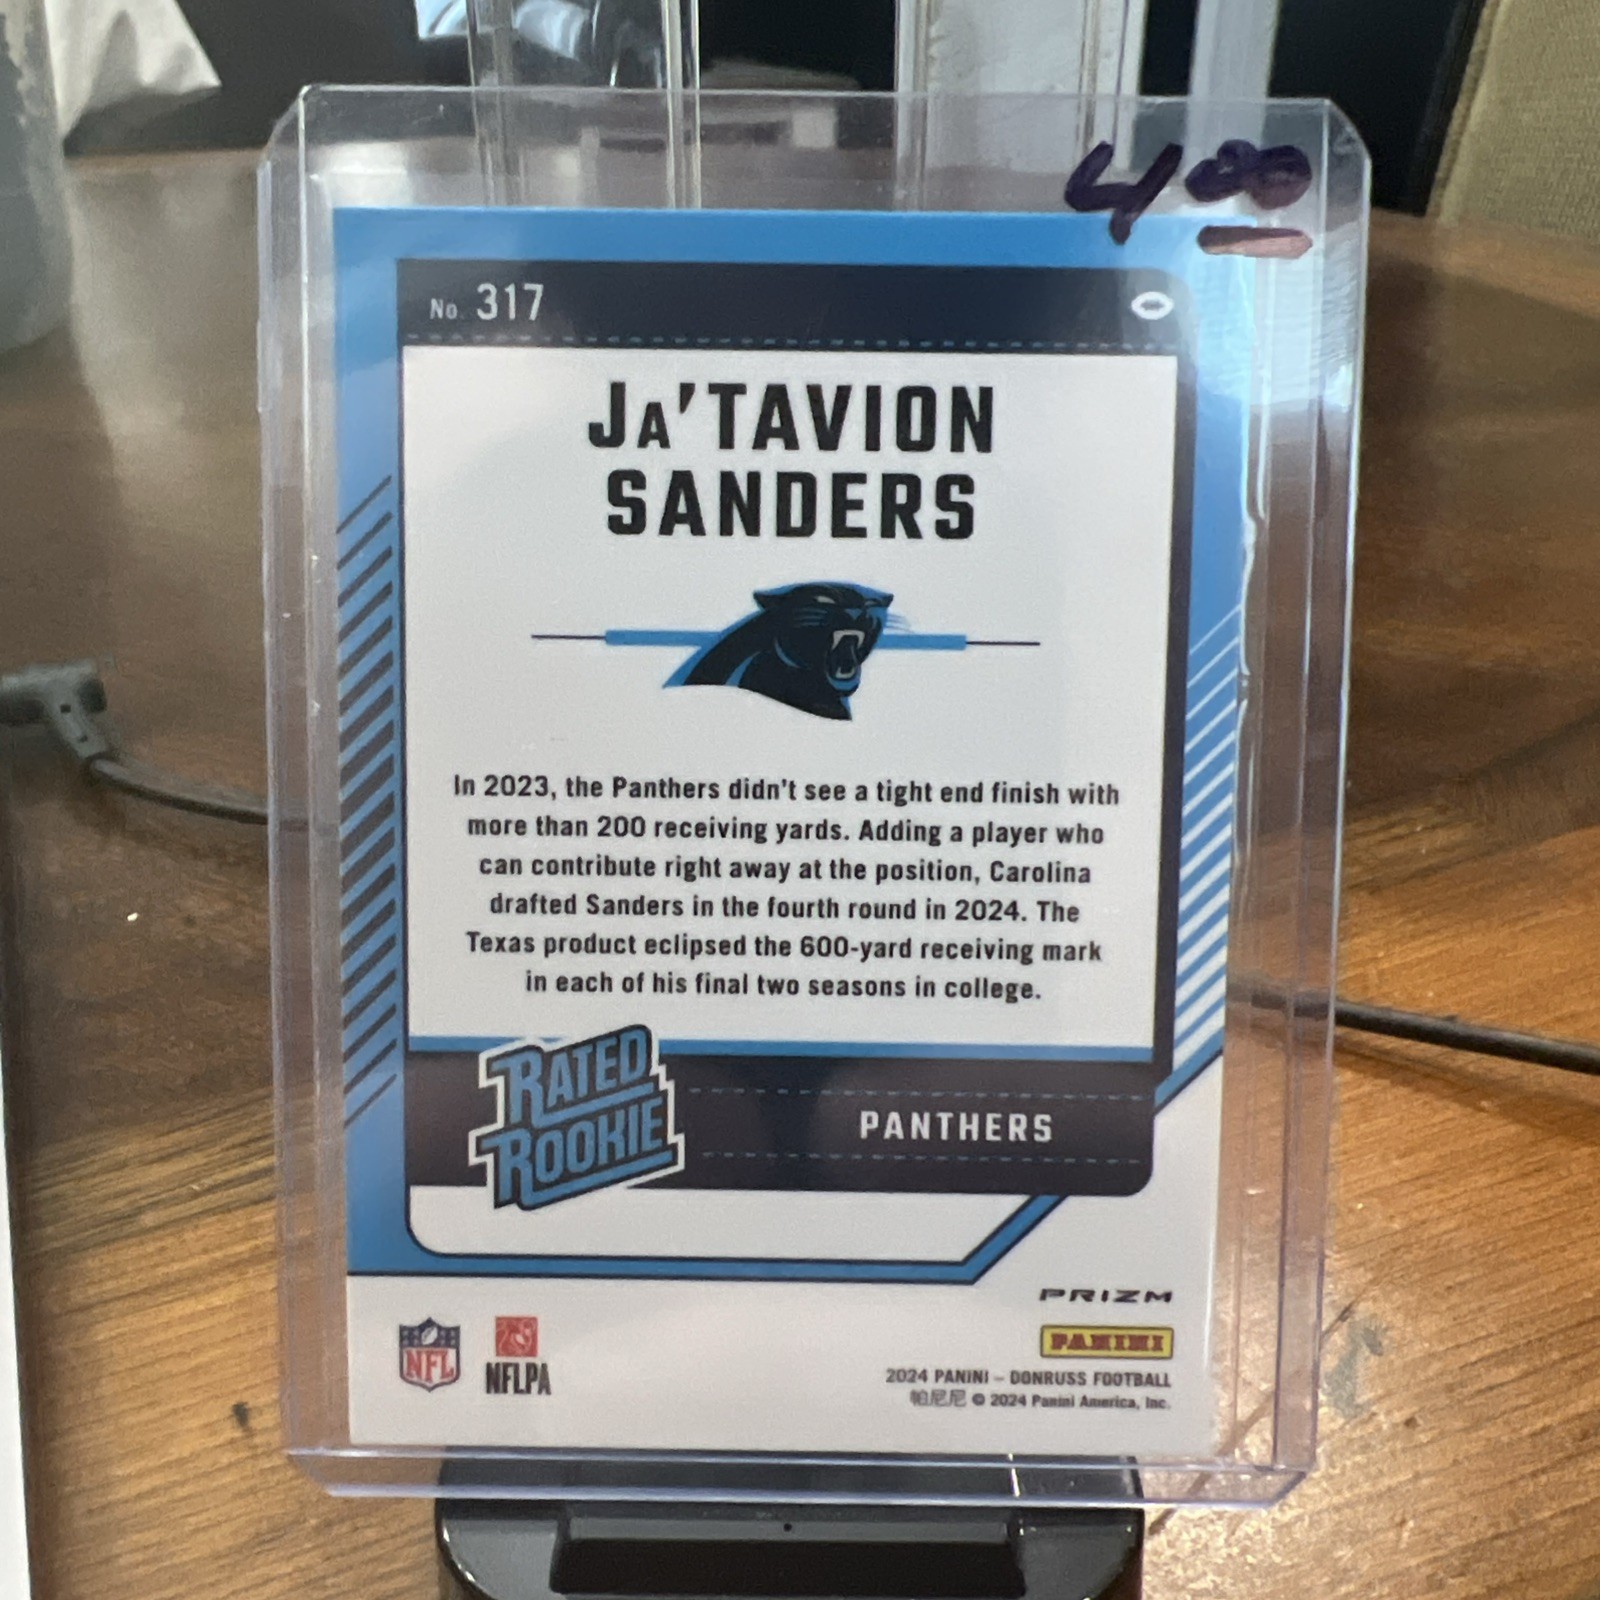 4.00
No. 317
JA'TAVION
SANDERS
In 2023, the Panthers didn't see a tight end finish with
more than 200 receiving yards. Adding a player who
can contribute right away at the position, Carolina
drafted Sanders in the fourth round in 2024. The
Texas product eclipsed the 600-yard receiving mark
in each of his final two seasons in college.
RATED
ROOKIE
PANTHERS
PRIZM
PANINI
NFL
NFLPA
2024 PANINI – DONRUSS FOOTBALL
帕尼尼 © 2024 Panini America, Inc.